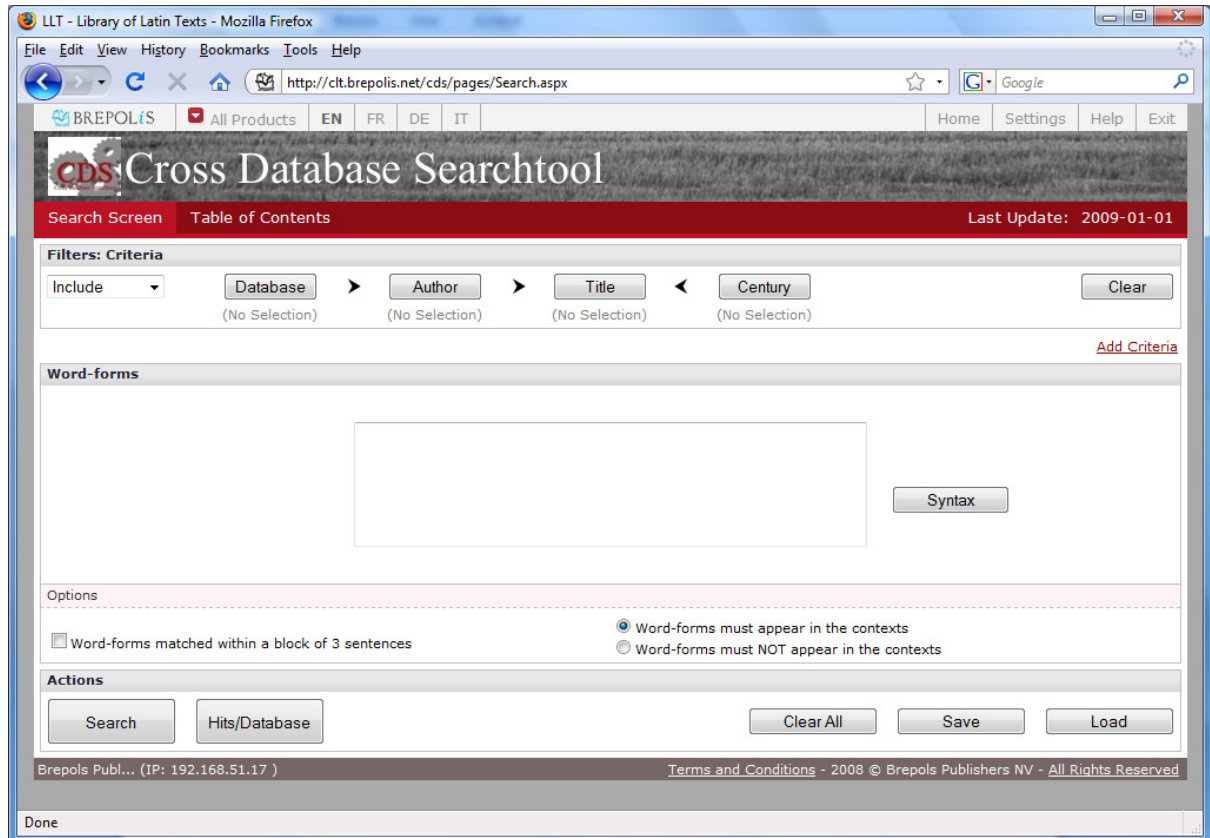 LLT - Library of Latin Texts - Mozilla Firefox
File Edit View History Bookmarks Tools Help
http://clt.brepolis.net/cds/pages/Search.aspx G Google
BREPOLiS All Products EN FR DE IT Home Settings Help Exit
CDS Cross Database Searchtool
Search Screen Table of Contents Last Update: 2009-01-01
Filters: Criteria
Include Database Author Title Century Clear
(No Selection) (No Selection) (No Selection) (No Selection)
Add Criteria
Word-forms
Syntax
Options
Word-forms matched within a block of 3 sentences
Word-forms must appear in the contexts
Word-forms must NOT appear in the contexts
Actions
Search Hits/Database Clear All Save Load
Brepols Publ... (IP: 192.168.51.17 ) Terms and Conditions - 2008 © Brepols Publishers NV - All Rights Reserved
Done